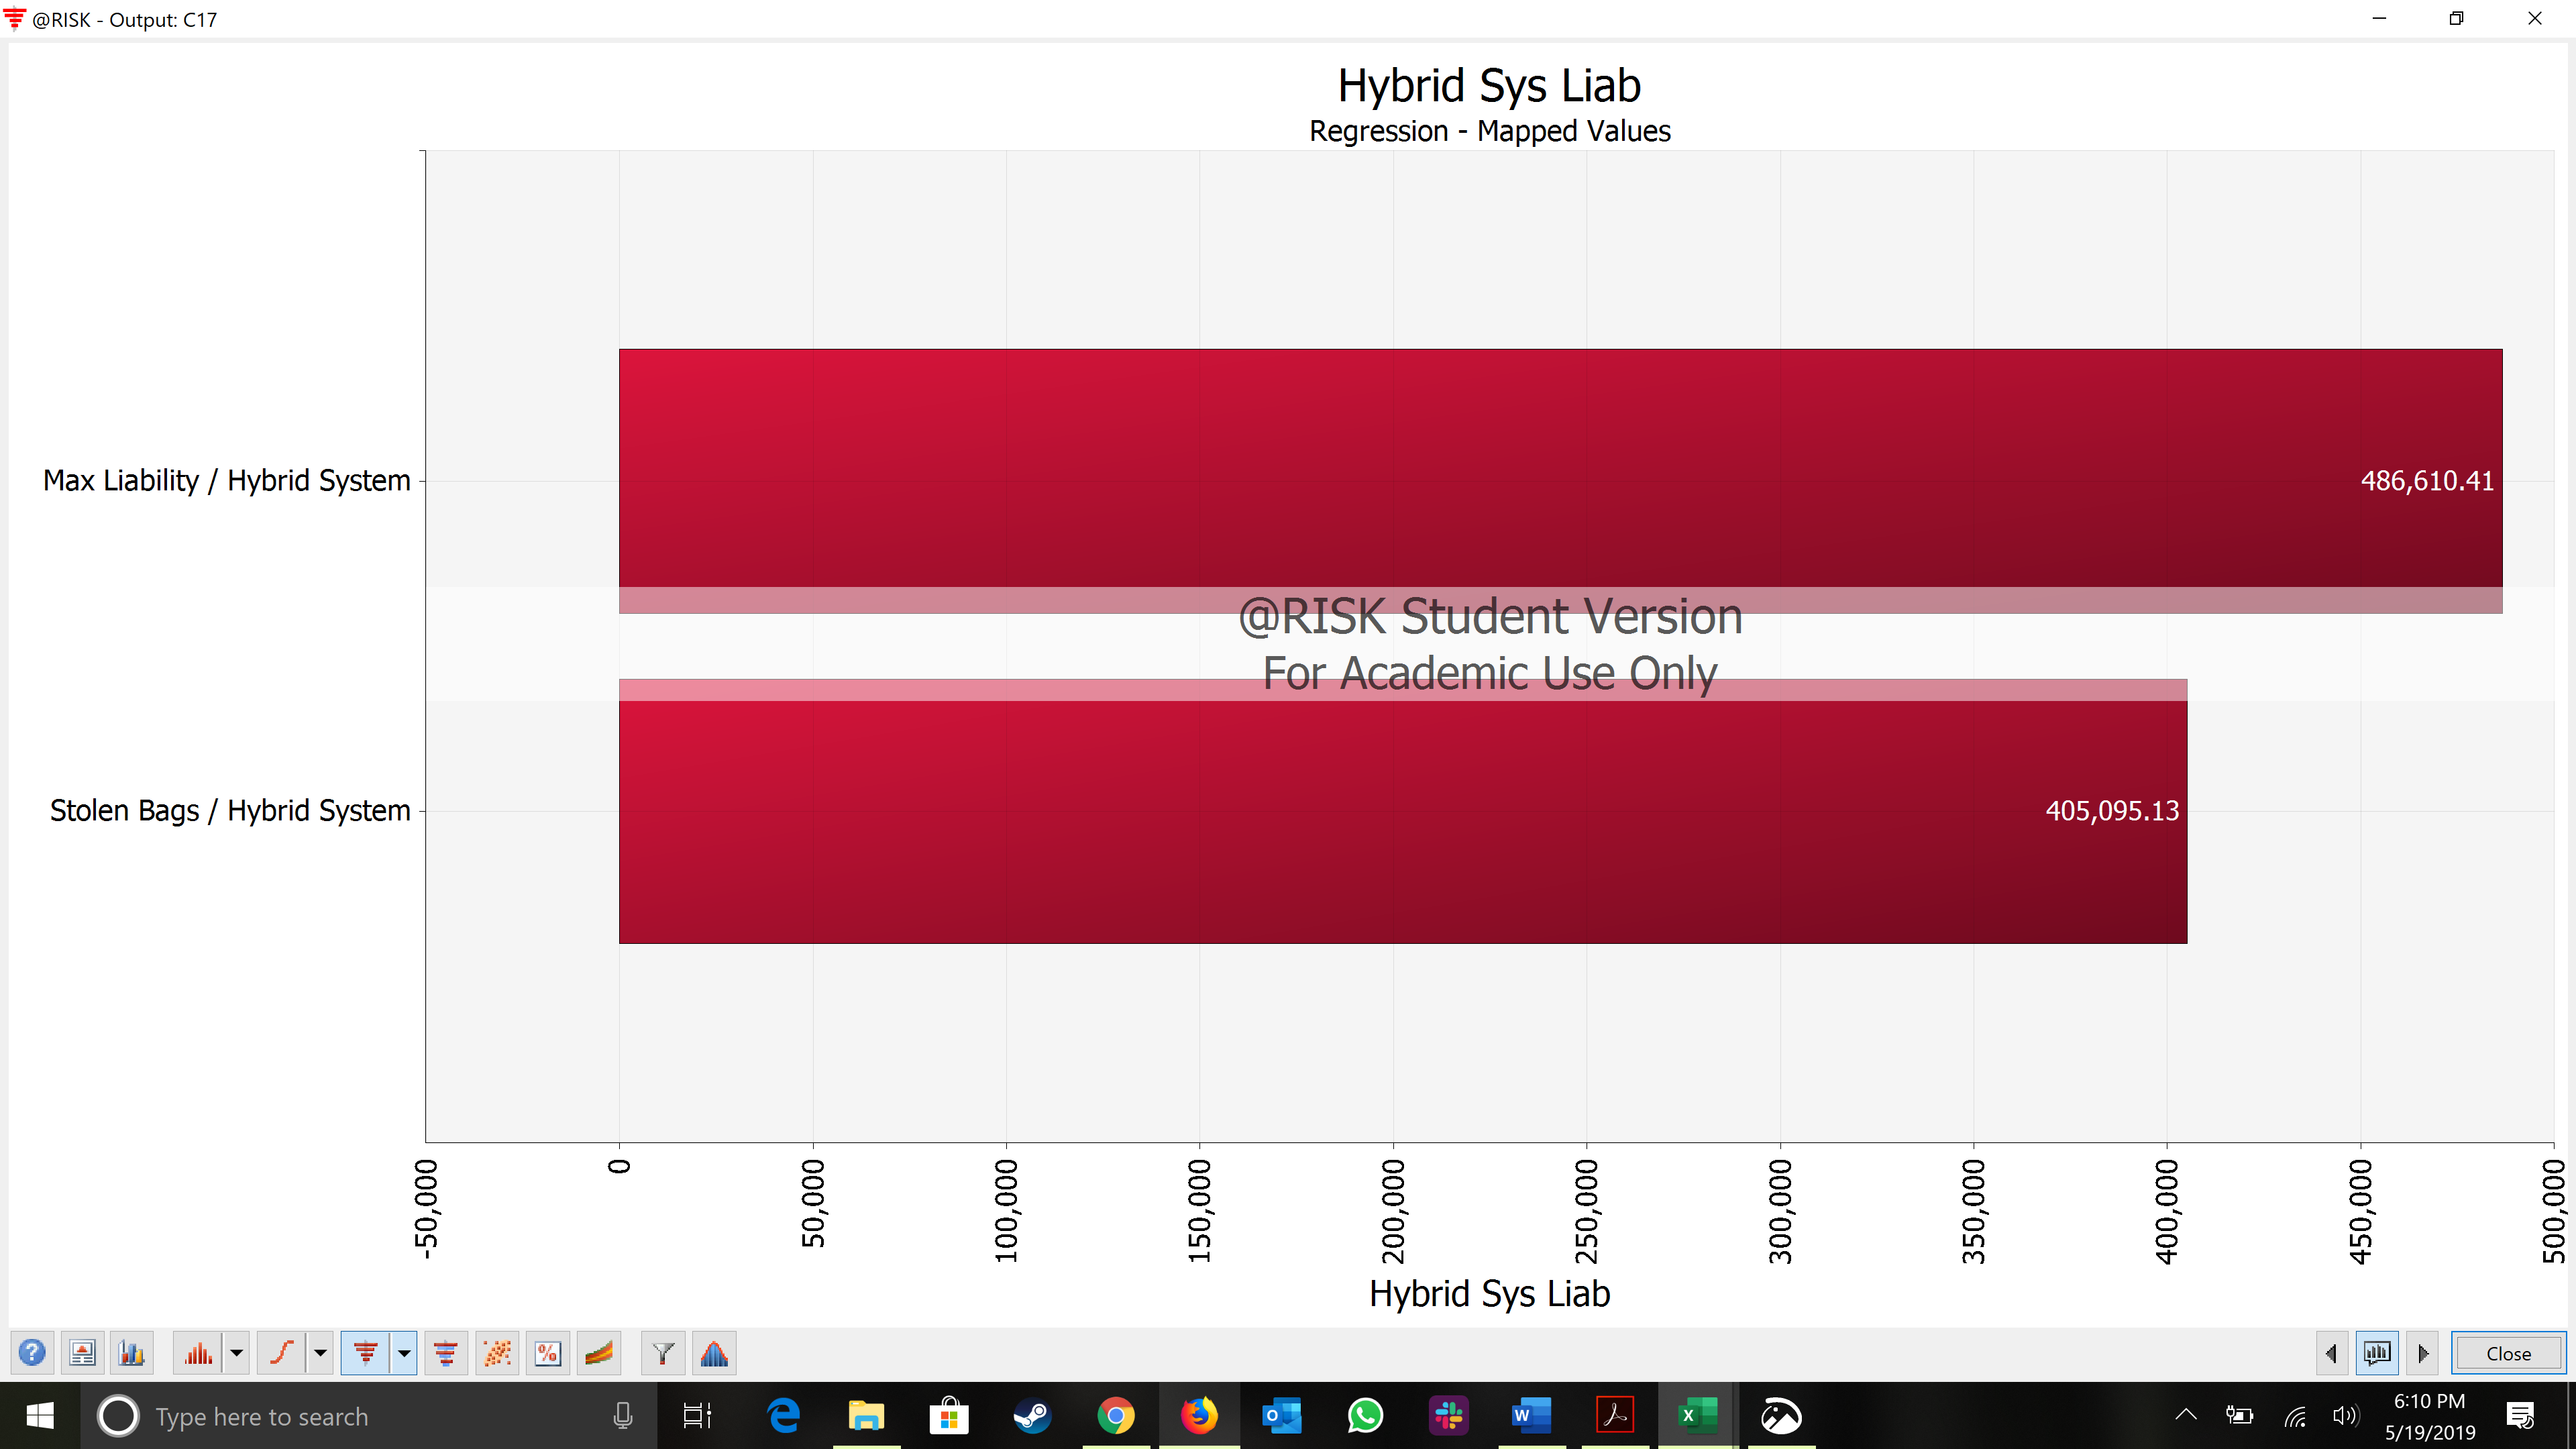 @RISK - Output: C17
Hybrid Sys Liab
Regression - Mapped Values
Max Liability / Hybrid System
486,610.41
@RISK Student Version
For Academic Use Only
Stolen Bags / Hybrid System
405,095.13
-50,000
0
50,000
100,000
150,000
200,000
250,000
300,000
350,000
400,000
450,000
500,000
Hybrid Sys Liab
Close
Type here to search
6:10 PM
5/19/2019